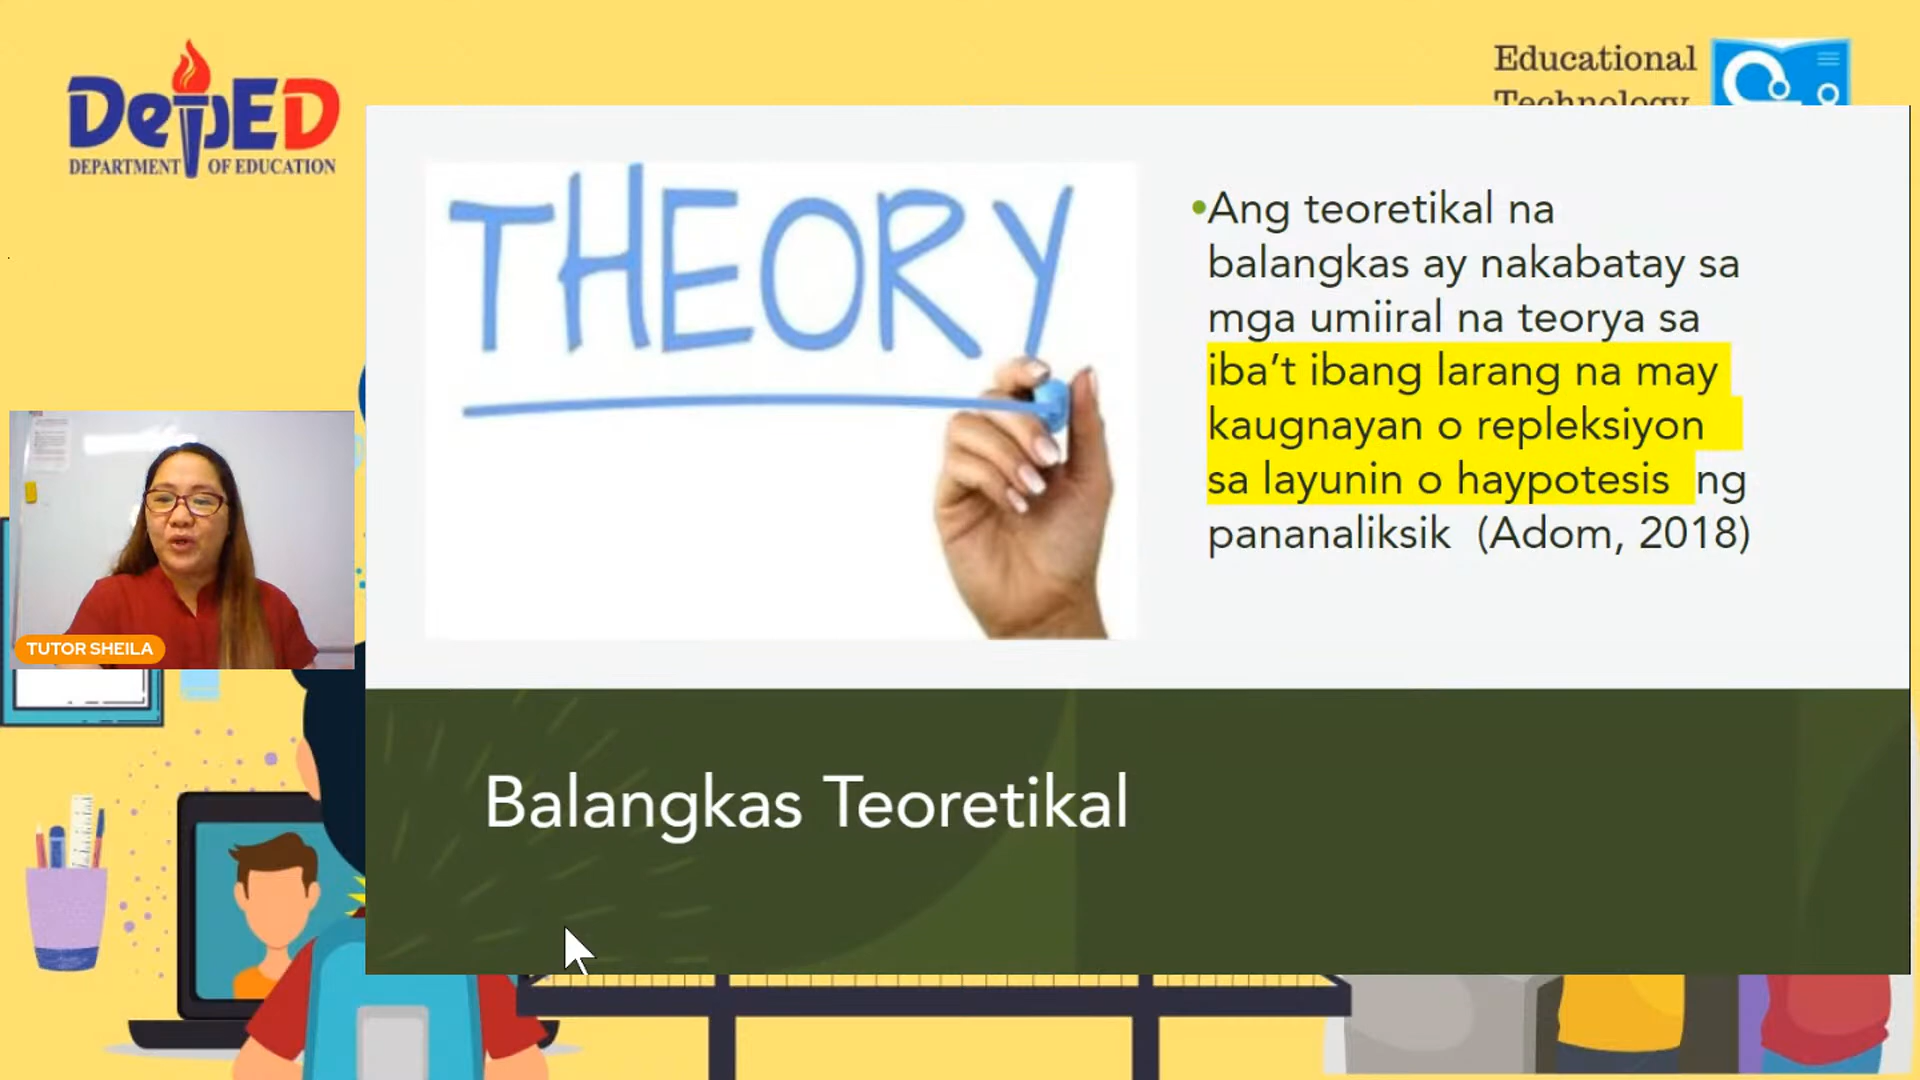 DepED
DEPARTMENT OF EDUCATION
Educational
Technology
THEORY
•Ang teoretikal na
balangkas ay nakabatay sa
mga umiiral na teorya sa
iba’t ibang larang na may
kaugnayan o repleksiyon
sa layunin o haypotesis ng
pananaliksik (Adom, 2018)
TUTOR SHEILA
Balangkas Teoretikal